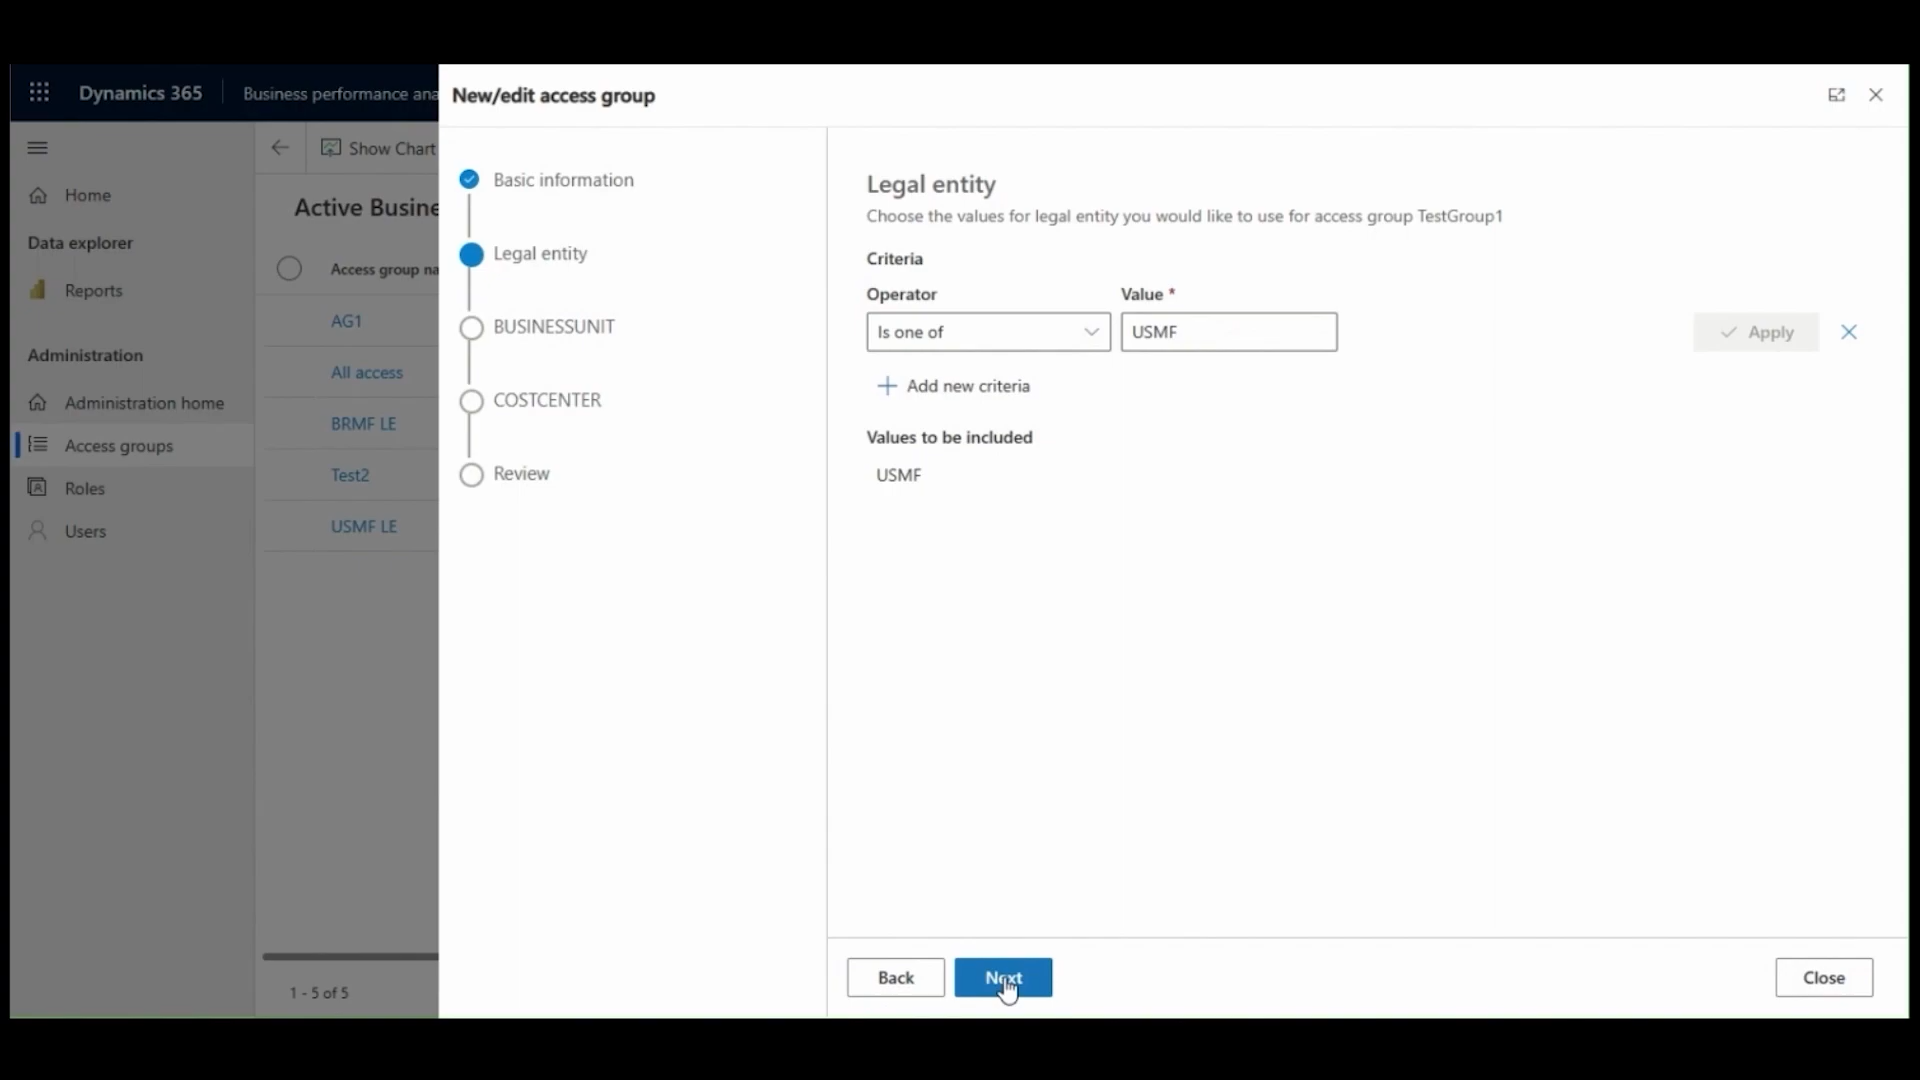 Dynamics 365
Business performance ana
New/edit access group
Home
Data explorer
Reports
Administration
Administration home
Access groups
Roles
Users
Show Chart
Active Busine
Access group na
AG1
All access
BRMF LE
Test2
USMF LE
1 - 5 of 5
Basic information
Legal entity
BUSINESSUNIT
COSTCENTER
Review
Legal entity
Choose the values for legal entity you would like to use for access group TestGroup1
Criteria
Operator Value *
Is one of USMF Apply
Add new criteria
Values to be included
USMF
Back Next Close